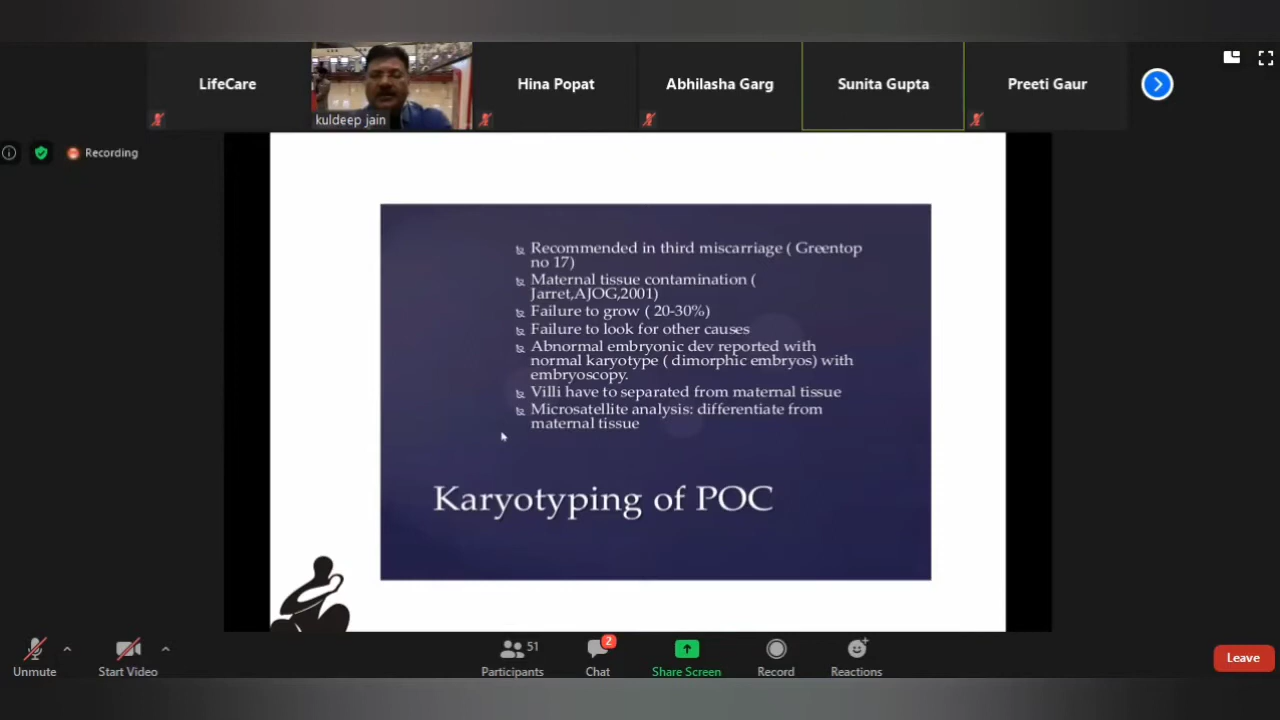 LifeCare
kuldeep jain
Hina Popat
Abhilasha Garg
Sunita Gupta
Preeti Gaur
Recording
Recommended in third miscarriage ( Greentop
no 17)
Maternal tissue contamination (
Jarret,AJOG,2001)
Failure to grow ( 20-30%)
Failure to look for other causes
Abnormal embryonic dev reported with
normal karyotype ( dimorphic embryos) with
embryoscopy.
Villi have to separated from maternal tissue
Microsatellite analysis: differentiate from
maternal tissue
Karyotyping of POC
Unmute
Start Video
51
Participants
2
Chat
Share Screen
Record
Reactions
Leave